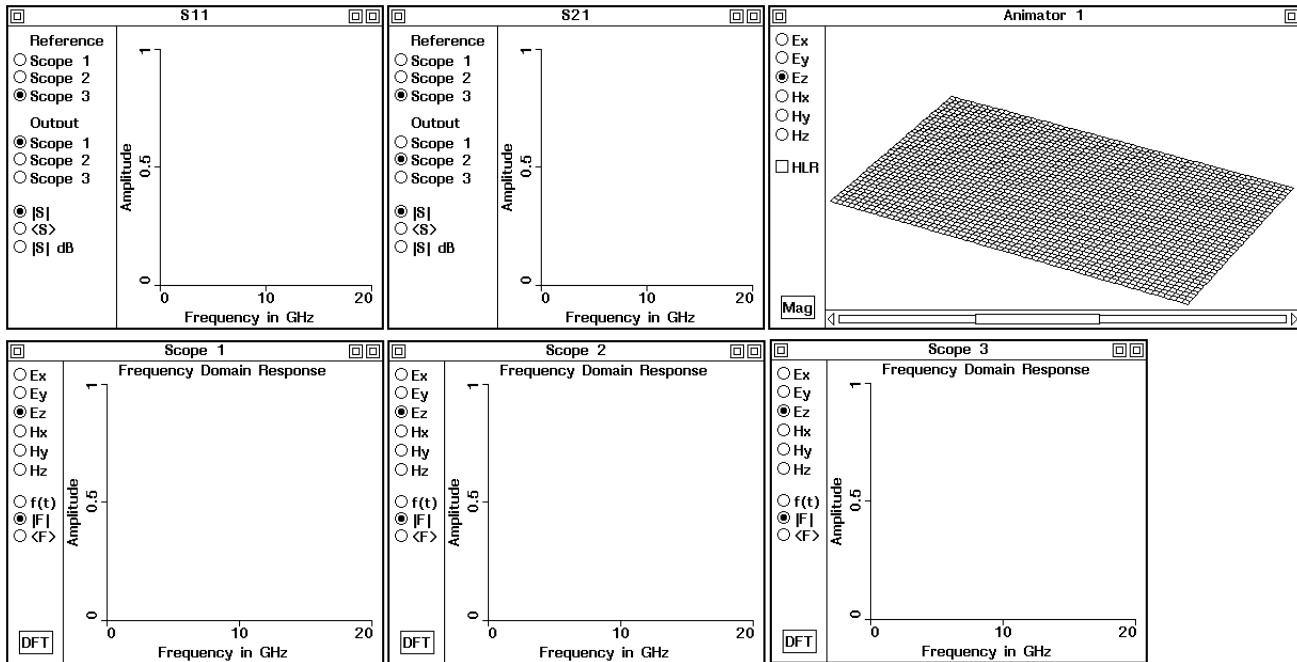 S11
Reference
Scope 1
Scope 2
Scope 3
Output
Scope 1
Scope 2
Scope 3
|S|
<S>
|S| dB
Amplitude
1
0.5
0
0 10 20
Frequency in GHz
S21
Reference
Scope 1
Scope 2
Scope 3
Output
Scope 1
Scope 2
Scope 3
|S|
<S>
|S| dB
Amplitude
1
0.5
0
0 10 20
Frequency in GHz
Animator 1
Ex
Ey
Ez
Hx
Hy
Hz
HLR
Mag
Scope 1
Frequency Domain Response
Ex
Ey
Ez
Hx
Hy
Hz
f(t)
|F|
<F>
DFT
Amplitude
1
0.5
0
0 10 20
Frequency in GHz
Scope 2
Frequency Domain Response
Ex
Ey
Ez
Hx
Hy
Hz
f(t)
|F|
<F>
DFT
Amplitude
1
0.5
0
0 10 20
Frequency in GHz
Scope 3
Frequency Domain Response
Ex
Ey
Ez
Hx
Hy
Hz
f(t)
|F|
<F>
DFT
Amplitude
1
0.5
0
0 10 20
Frequency in GHz